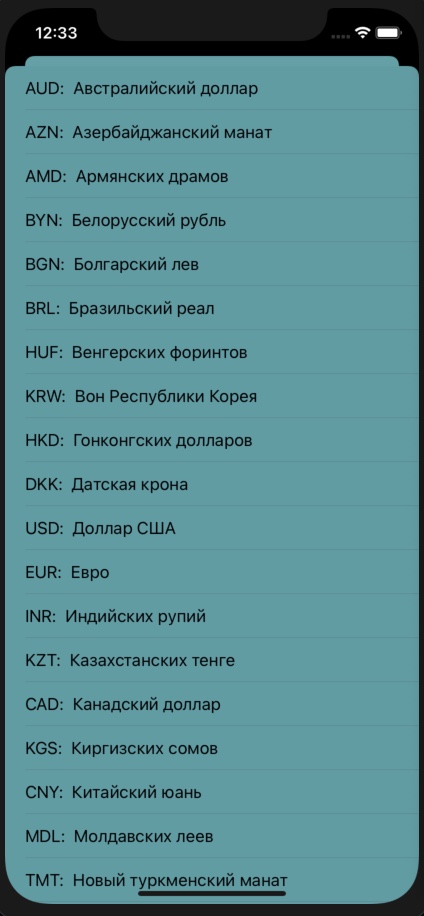 12:33
AUD: Австралийский доллар
AZN: Азербайджанский манат
AMD: Армянских драмов
BYN: Белорусский рубль
BGN: Болгарский лев
BRL: Бразильский реал
HUF: Венгерских форинтов
KRW: Вон Республики Корея
HKD: Гонконгских долларов
DKK: Датская крона
USD: Доллар США
EUR: Евро
INR: Индийских рупий
KZT: Казахстанских тенге
CAD: Канадский доллар
KGS: Киргизских сомов
CNY: Китайский юань
MDL: Молдавских леев
TMT: Новый туркменский манат